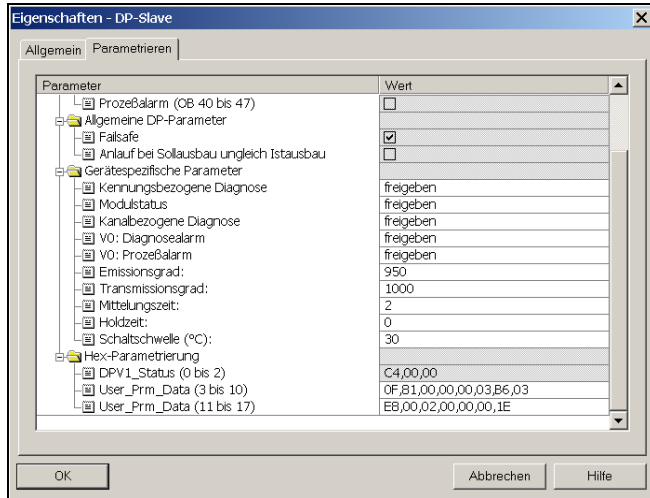 Eigenschaften - DP-Slave
Allgemein Parametrieren
Parameter Wert
Prozeßalarm (OB 40 bis 47)
Allgemeine DP-Parameter
Failsafe
Anlauf bei Sollausbau ungleich Istausbau
Gerätespezifische Parameter
Kennungsbezogene Diagnose freigeben
Modulstatus freigeben
Kanalbezogene Diagnose freigeben
V0: Diagnosealarm freigeben
V0: Prozeßalarm freigeben
Emissionsgrad: 950
Transmissionsgrad: 1000
Mittelungszeit: 2
Holdzeit: 0
Schaltschwelle (°C): 30
Hex-Parametrierung
DPV1_Status (0 bis 2) C4,00,00
User_Prm_Data (3 bis 10) 0F,81,00,00,00,03,B6,03
User_Prm_Data (11 bis 17) E8,00,02,00,00,00,1E
OK Abbrechen Hilfe